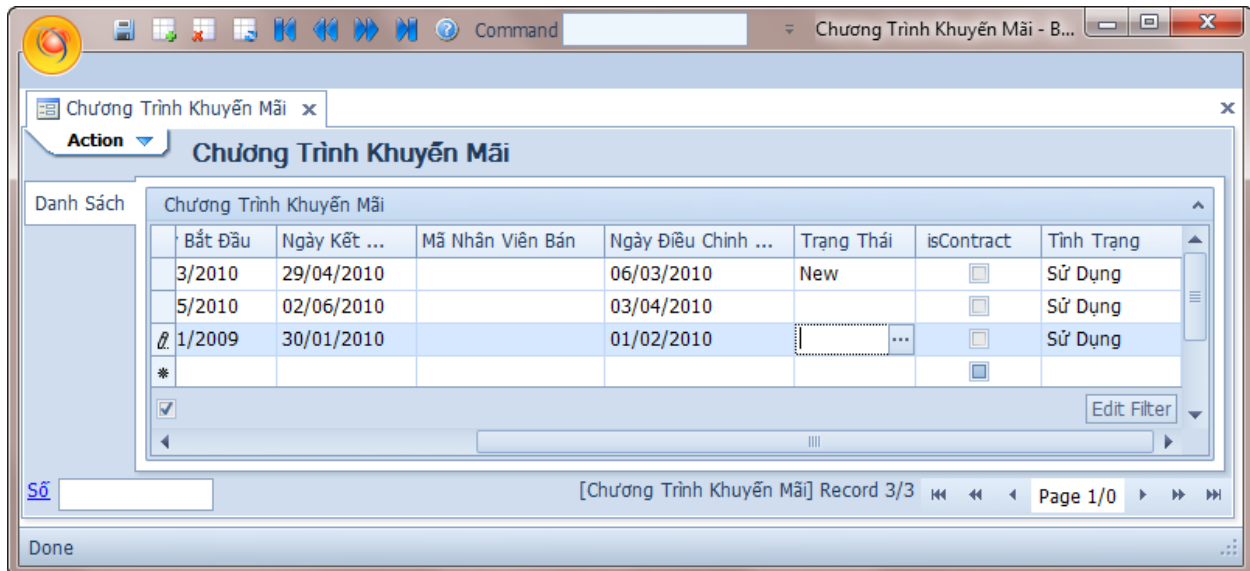 Command Chương Trình Khuyến Mãi - B...
Chương Trình Khuyến Mãi
Action
Chương Trình Khuyến Mãi
Danh Sách
Chương Trình Khuyến Mãi
Bắt Đầu Ngày Kết ... Mã Nhân Viên Bán Ngày Điều Chinh ... Trạng Thái isContract Tình Trạng
3/2010 29/04/2010 06/03/2010 New Sử Dụng
5/2010 02/06/2010 03/04/2010 Sử Dụng
1/2009 30/01/2010 01/02/2010 ... Sử Dụng
Edit Filter
Số [Chương Trình Khuyến Mãi] Record 3/3 Page 1/0
Done